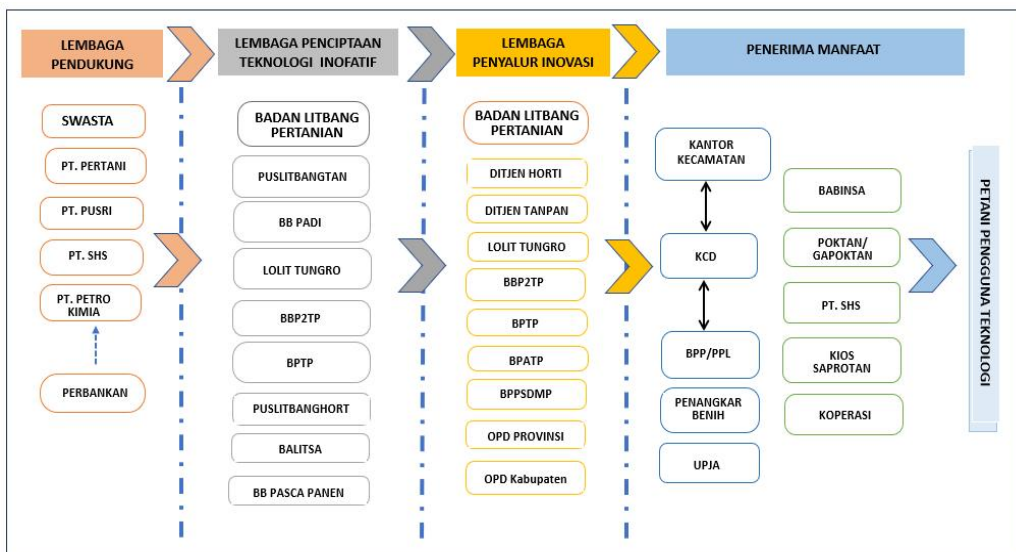 LEMBAGA
PENDUKUNG
LEMBAGA PENCIPTAAN
TEKNOLOGI INOFATIF
LEMBAGA
PENYALUR INOVASI
PENERIMA MANFAAT
SWASTA
PT. PERTANI
PT. PUSRI
PT. SHS
PT. PETRO
KIMIA
PERBANKAN
BADAN LITBANG
PERTANIAN
PUSLITBANGTAN
BB PADI
LOLIT TUNGRO
BBP2TP
BPTP
PUSLITBANGHORT
BALITSA
BB PASCA PANEN
BADAN LITBANG
PERTANIAN
DITJEN HORTI
DITJEN TANPAN
LOLIT TUNGRO
BBP2TP
BPTP
BPATP
BPPSDMP
OPD PROVINSI
OPD Kabupaten
KANTOR
KECAMATAN
KCD
BPP/PPL
PENANGKAR
BENIH
UPJA
BABINSA
POKTAN/
GAPOKTAN
PT. SHS
KIOS
SAPROTAN
KOPERASI
PETANI PENGGUNA TEKNOLOGI